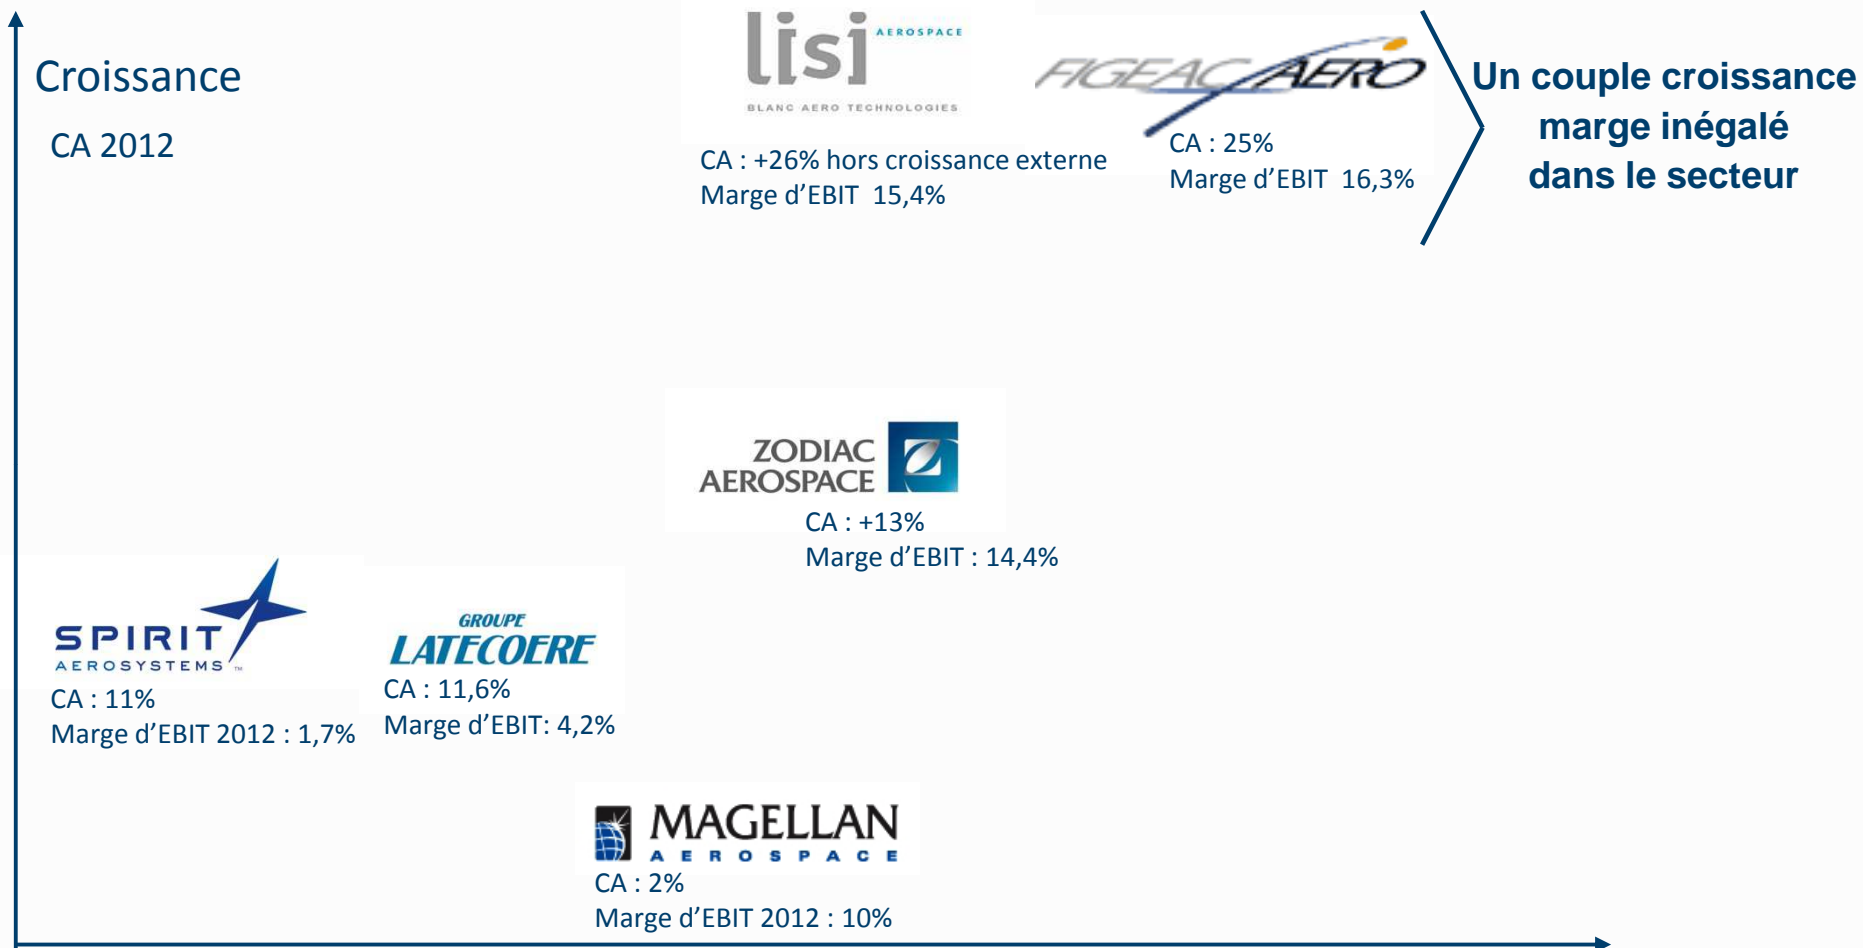 Croissance
CA 2012
lisi AEROSPACE
BLANC AERO TECHNOLOGIES
CA : +26% hors croissance externe
Marge d’EBIT 15,4%
FIGEAC AERO
CA : 25%
Marge d’EBIT 16,3%
Un couple croissance
marge inégalé
dans le secteur
ZODIAC
AEROSPACE
CA : +13%
Marge d’EBIT : 14,4%
SPIRIT
AEROSYSTEMS TM
CA : 11%
Marge d’EBIT 2012 : 1,7%
GROUPE
LATECOERE
CA : 11,6%
Marge d’EBIT: 4,2%
MAGELLAN
AEROSPACE
CA : 2%
Marge d’EBIT 2012 : 10%